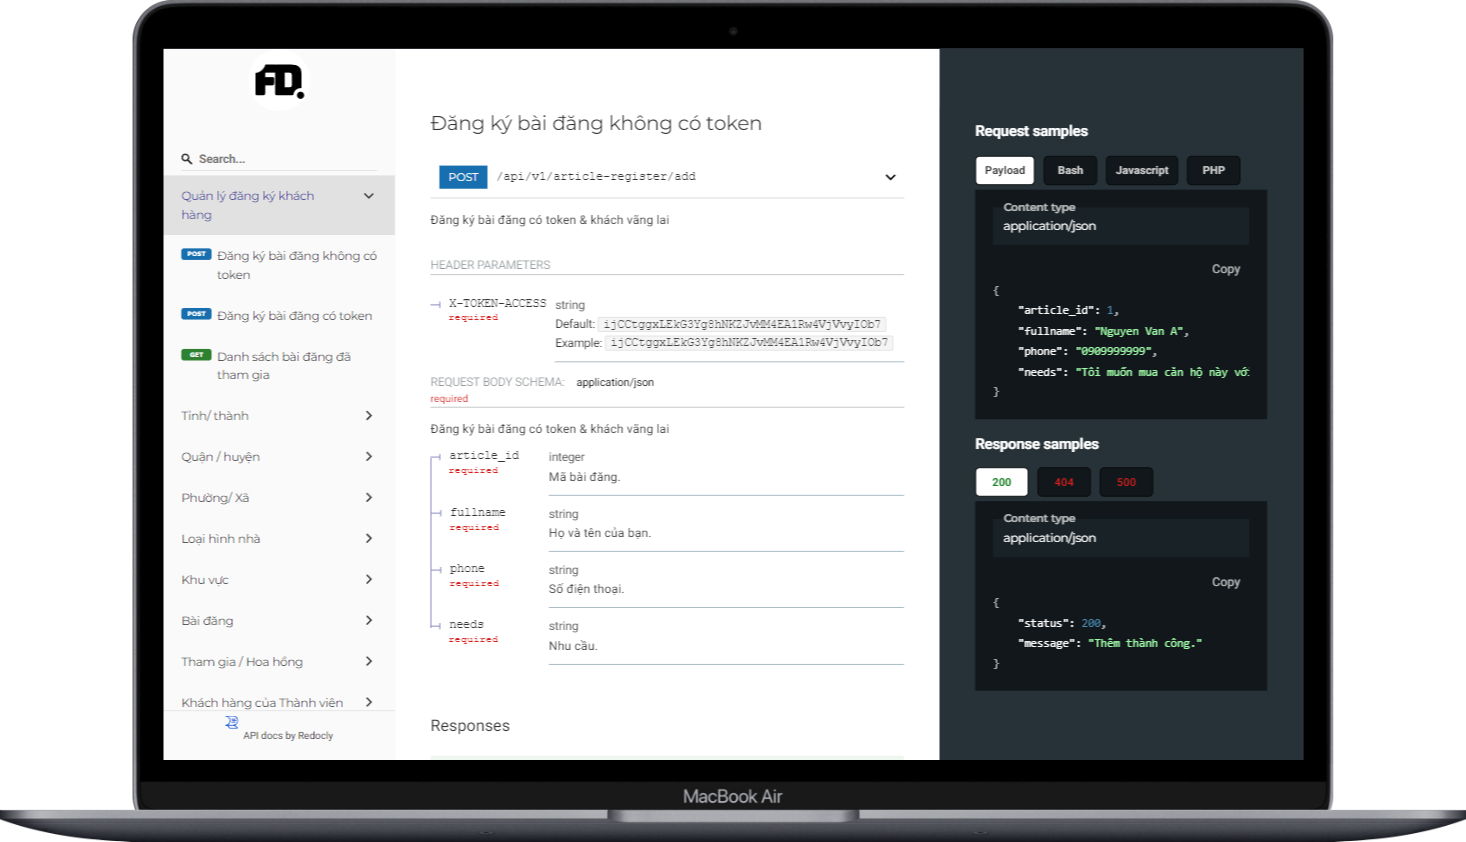 FD.
Search...
Quản lý đăng ký khách
hàng
POST Đăng ký bài đăng không có
token
POST Đăng ký bài đăng có token
GET Danh sách bài đăng đã
tham gia
Tỉnh/ thành
Quận / huyện
Phường/ Xã
Loại hình nhà
Khu vực
Bài đăng
Tham gia / Hoa hồng
Khách hàng của Thành viên
API docs by Redocly
Đăng ký bài đăng không có token
POST /api/v1/article-register/add
Đăng ký bài đăng có token & khách vãng lai
HEADER PARAMETERS
X-TOKEN-ACCESS string
required
Default: ijCCtggxLEkG3Yg8hNKZJvMM4EA1Rw4VjVvyIOb7
Example: ijCCtggxLEkG3Yg8hNKZJvMM4EA1Rw4VjVvyIOb7
REQUEST BODY SCHEMA: application/json
required
Đăng ký bài đăng có token & khách vãng lai
article_id integer
required
Mã bài đăng.
fullname string
required
Họ và tên của bạn.
phone string
required
Số điện thoại.
needs string
required
Nhu cầu.
Responses
Request samples
Payload Bash Javascript PHP
Content type
application/json
Copy
{
"article_id": 1,
"fullname": "Nguyen Van A",
"phone": "0909999999",
"needs": "Tôi muốn mua căn hộ này với
}
Response samples
200 404 500
Content type
application/json
Copy
{
"status": 200,
"message": "Thêm thành công."
}
MacBook Air